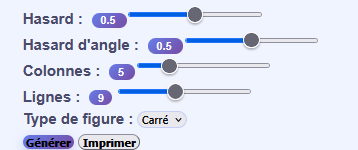 Hasard : 0.5
Hasard d'angle : 0.5
Colonnes : 5
Lignes : 9
Type de figure : Carré
Générer Imprimer